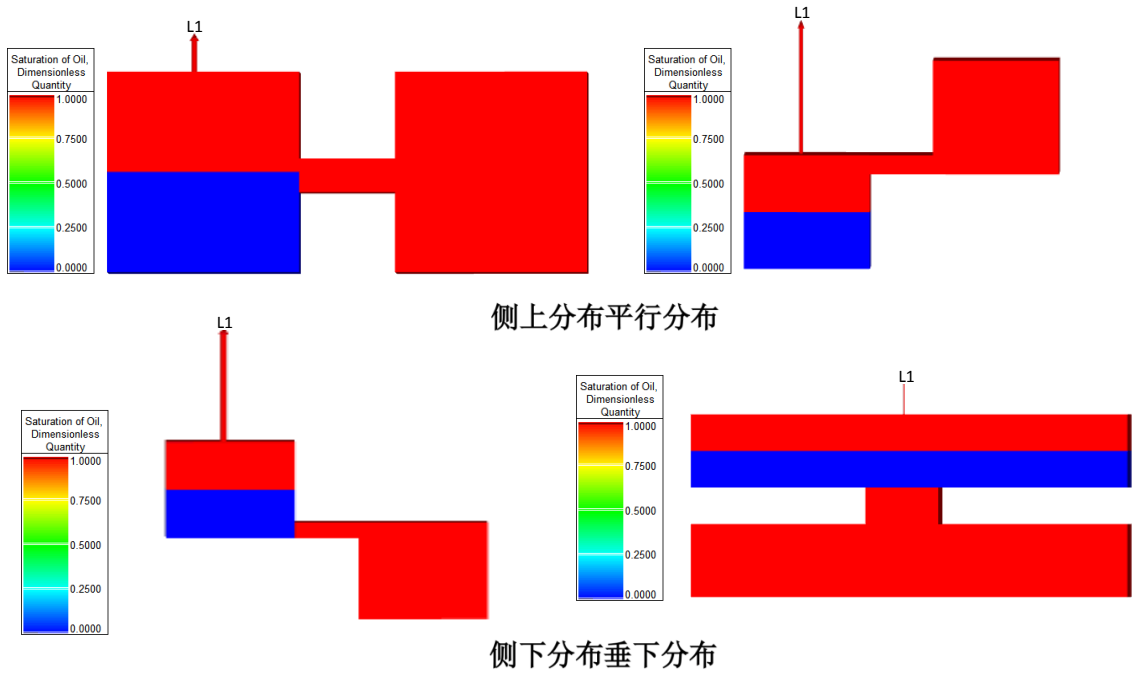 L1
Saturation of Oil,
Dimensionless
Quantity
1.0000
0.7500
0.5000
0.2500
0.0000
L1
Saturation of Oil,
Dimensionless
Quantity
1.0000
0.7500
0.5000
0.2500
0.0000
侧上分布平行分布
L1
Saturation of Oil,
Dimensionless
Quantity
1.0000
0.7500
0.5000
0.2500
0.0000
L1
Saturation of Oil,
Dimensionless
Quantity
1.0000
0.7500
0.5000
0.2500
0.0000
侧下分布垂下分布